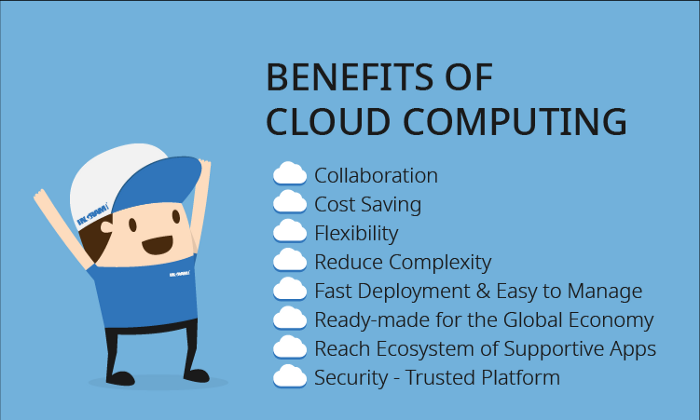 BENEFITS OF
CLOUD COMPUTING
Collaboration
Cost Saving
Flexibility
Reduce Complexity
Fast Deployment & Easy to Manage
Ready-made for the Global Economy
Reach Ecosystem of Supportive Apps
Security - Trusted Platform